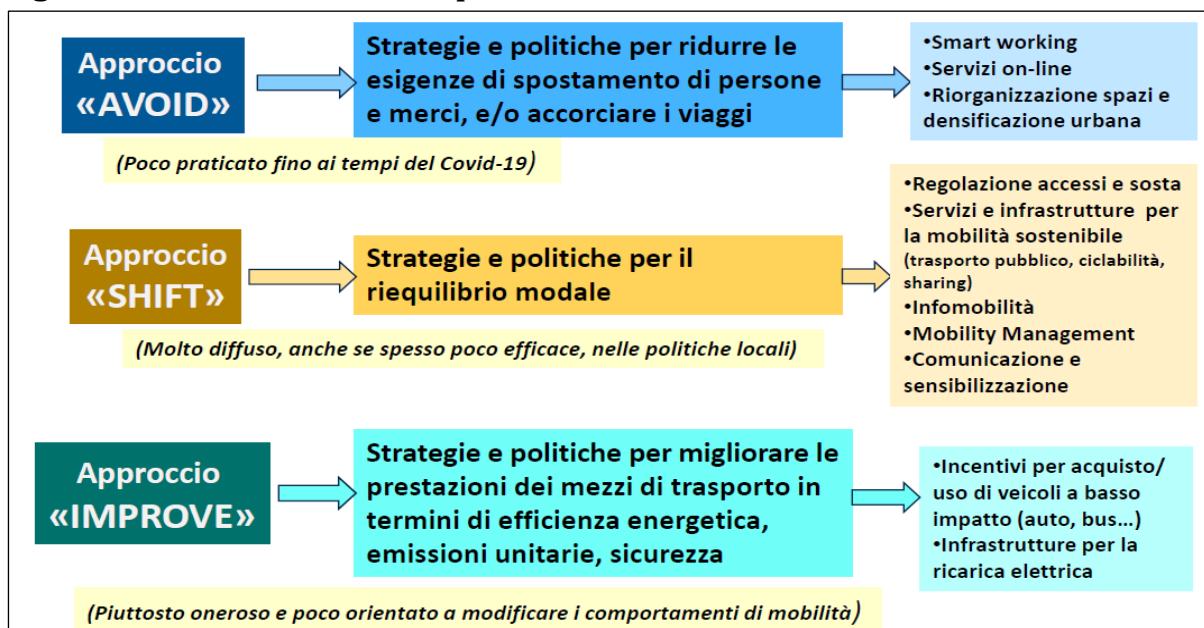 Approccio
«AVOID»
Strategie e politiche per ridurre le
esigenze di spostamento di persone
e merci, e/o accorciare i viaggi
•Smart working
•Servizi on-line
•Riorganizzazione spazi e
densificazione urbana
(Poco praticato fino ai tempi del Covid-19)
Approccio
«SHIFT»
Strategie e politiche per il
riequilibrio modale
•Regolazione accessi e sosta
•Servizi e infrastrutture per
la mobilità sostenibile
(trasporto pubblico, ciclabilità,
sharing)
•Infomobilità
•Mobility Management
•Comunicazione e
sensibilizzazione
(Molto diffuso, anche se spesso poco efficace, nelle politiche locali)
Approccio
«IMPROVE»
Strategie e politiche per migliorare le
prestazioni dei mezzi di trasporto in
termini di efficienza energetica,
emissioni unitarie, sicurezza
•Incentivi per acquisto/
uso di veicoli a basso
impatto (auto, bus...)
•Infrastrutture per la
ricarica elettrica
(Piuttosto oneroso e poco orientato a modificare i comportamenti di mobilità)